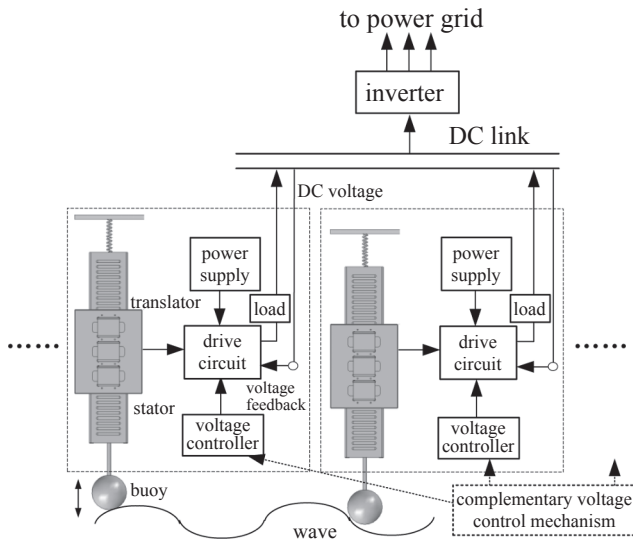 to power grid
inverter
DC link
DC voltage
power
supply
translator
load
drive
circuit
stator
voltage
feedback
voltage
controller
buoy
wave
power
supply
load
drive
circuit
voltage
controller
complementary voltage
control mechanism